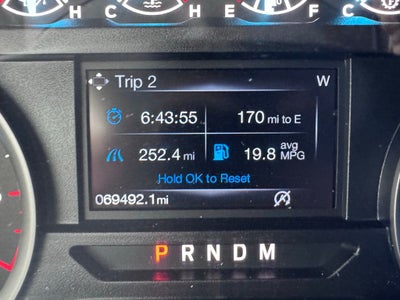 H C H E F C
Trip 2 W
6:43:55 170 mi to E
252.4 mi 19.8 avg MPG
Hold OK to Reset
069492.1mi
P R N D M